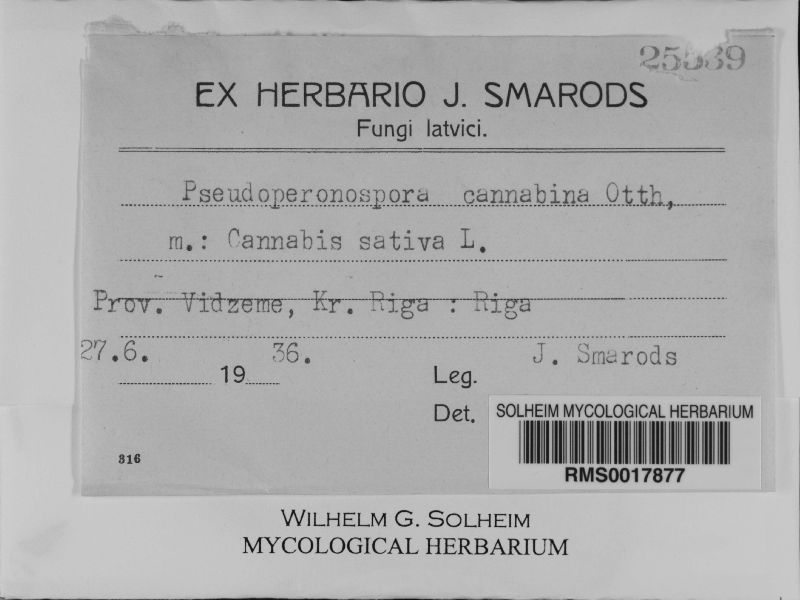 25539
EX HERBARIO J. SMARODS
Fungi latvici.
Pseudoperonospora cannabina Otth,
m.: Cannabis sativa L.
Prov. Vidzeme, Kr. Riga : Riga
27.6. 19 36. Leg. J. Smarods
Det.
316
SOLHEIM MYCOLOGICAL HERBARIUM
RMS0017877
WILHELM G. SOLHEIM
MYCOLOGICAL HERBARIUM